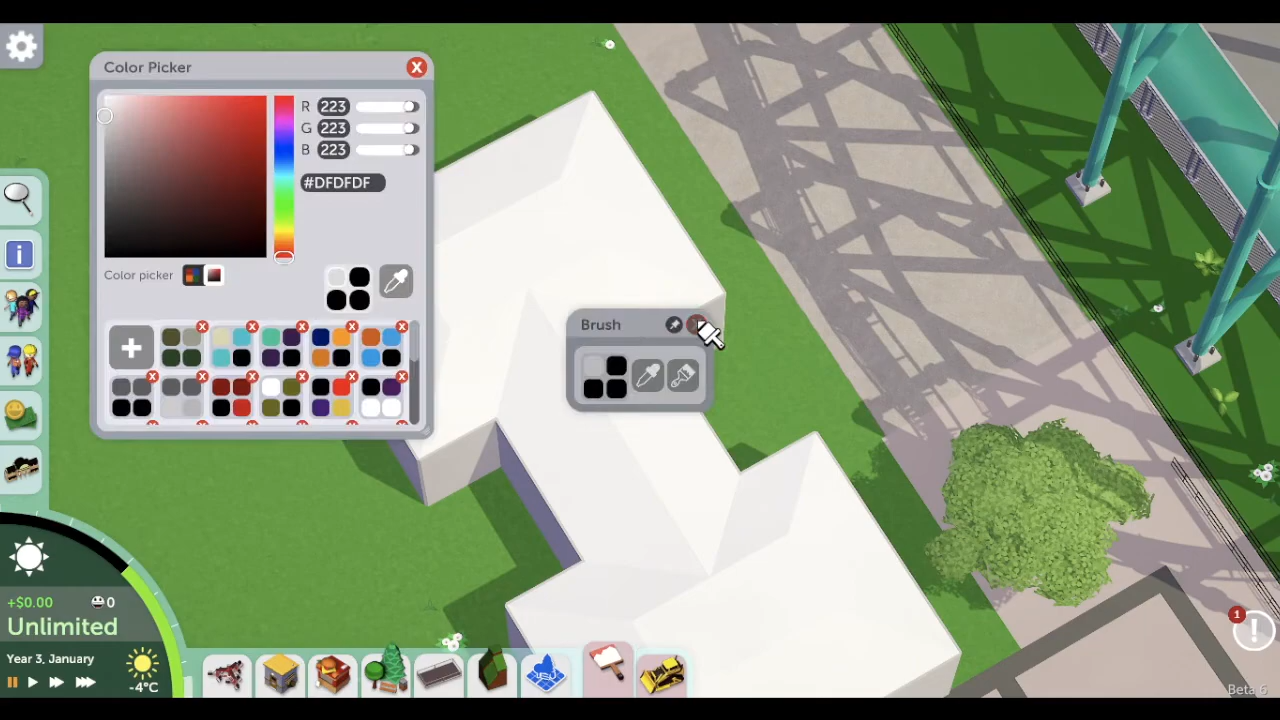 Color Picker
R 223
G 223
B 223
#DFDFDF
Color picker
Brush
+$0.00 0
Unlimited
Year 3, January
-4°C
1
Beta 6